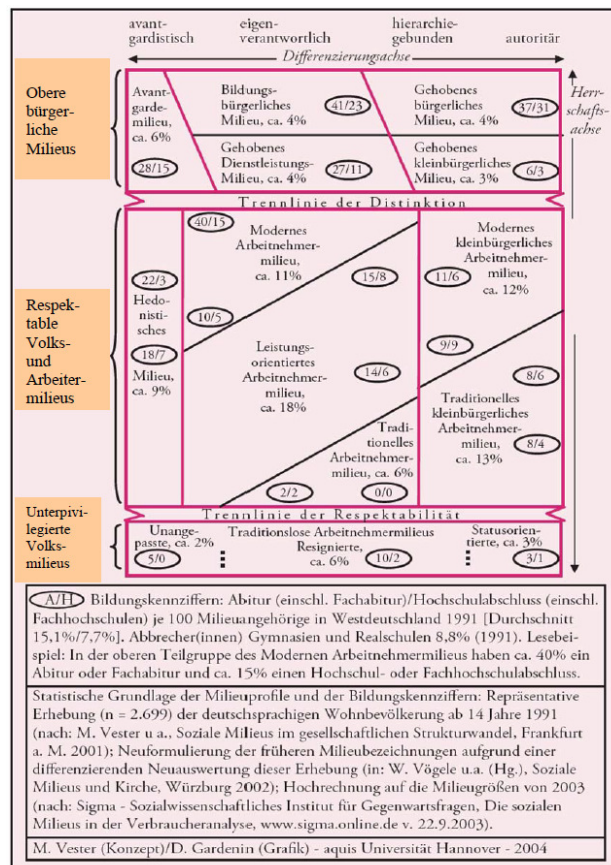 avant-
gardistisch
eigen-
verantwortlich
hierarchie-
gebunden
autoritär
Differenzierungsachse
Herr-
schafts-
achse
Obere
bürger-
liche
Milieus
Avant-
garde-
milieu,
ca. 6%
28/15
Bildungs-
bürgerliches
Milieu, ca. 4%
41/23
Gehobenes
bürgerliches
Milieu, ca. 4%
37/31
Gehobenes
Dienstleistungs-
Milieu, ca. 4%
27/11
Gehobenes
kleinbürgerliches
Milieu, ca. 3%
6/3
Trennlinie der Distinktion
Respek-
table
Volks-
und
Arbeiter-
milieus
22/3
Hedo-
nisti-
sches
18/7
Milieu,
ca. 9%
40/15
Modernes
Arbeitnehmer-
milieu,
ca. 11%
15/8
10/5
Modernes
kleinbürgerliches
Arbeitnehmer-
milieu,
ca. 12%
11/6
9/9
Leistungs-
orientiertes
Arbeitnehmer-
milieu,
ca. 18%
14/6
2/2
Tradi-
tionelles
Arbeitnehmer-
milieu,
ca. 6%
0/0
8/6
Traditionelles
kleinbürgerliches
Arbeitnehmer-
milieu,
ca. 13%
8/4
Trennlinie der Respektabilität
Unterpivi-
legierte
Volks-
milieus
Traditionslose Arbeitnehmermilieus
Unange-
passte, ca. 2%
5/0
Resignierte,
ca. 6%
10/2
Statusorien-
tierte, ca. 3%
3/1
A/H Bildungskennziffern: Abitur (einschl. Fachabitur)/Hochschulabschluss (einschl.
Fachhochschulen) je 100 Milieuangehörige in Westdeutschland 1991 [Durchschnitt
15,1%/7,7%]. Abbrecher(innen) Gymnasien und Realschulen 8,8% (1991). Lesebei-
spiel: In der oberen Teilgruppe des Modernen Arbeitnehmermilieus haben ca. 40% ein
Abitur oder Fachabitur und ca. 15% einen Hochschul- oder Fachhochschulabschluss.
Statistische Grundlage der Milieuprofile und der Bildungskennziffern: Repräsentative
Erhebung (n = 2.699) der deutschsprachigen Wohnbevölkerung ab 14 Jahre 1991
(nach: M. Vester u a., Soziale Milieus im gesellschaftlichen Strukturwandel, Frankfurt
a. M. 2001); Neuformulierung der früheren Milieubezeichnungen aufgrund einer
differenzierenden Neuauswertung dieser Erhebung (in: W. Vögele u.a. (Hg.), Soziale
Milieus und Kirche, Würzburg 2002); Hochrechnung auf die Milieugrößen von 2003
(nach: Sigma - Sozialwissenschaftliches Institut für Gegenwartsfragen, Die sozialen
Milieus in der Verbraucheranalyse, www.sigma.online.de v. 22.9.2003).
M. Vester (Konzept)/D. Gardenin (Grafik) - aquis Universität Hannover - 2004